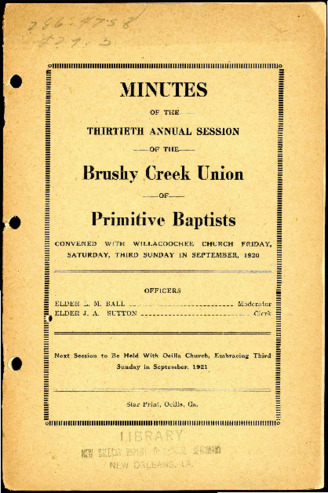 MINUTES
OF THE
THIRTIETH ANNUAL SESSION
OF THE
Brushy Creek Union
OF
Primitive Baptists
CONVENED WITH WILLACOOCHEE CHURCH FRIDAY,
SATURDAY, THIRD SUNDAY IN SEPTEMBER, 1920
OFFICERS
ELDER M. BALL Moderator
ELDER J. A. SUTTON Clerk
Next Session to Be Held With Ocilla Church, Embracing Third
Sunday in September, 1921
Star Print, Ocilla, Ga.
LIBRARY
NEW ORLEANS, LA.